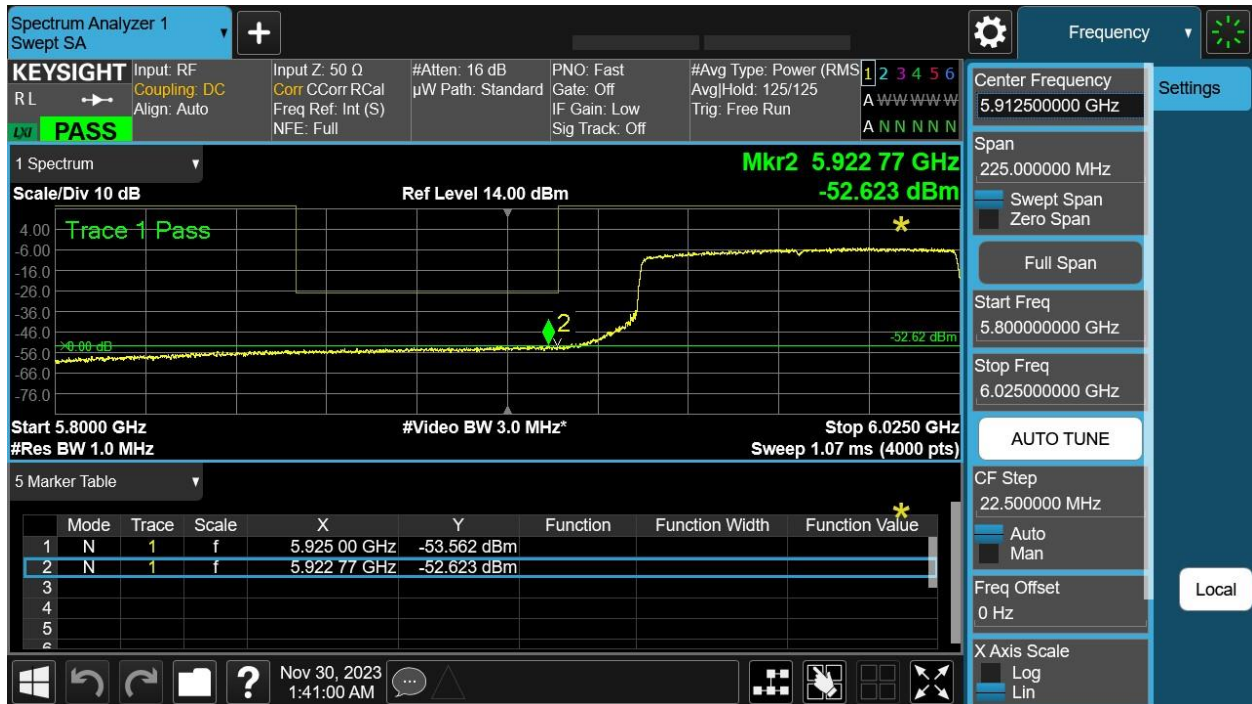 Spectrum Analyzer 1
Swept SA
Frequency
KEYSIGHT
RL
LXI PASS
Input: RF
Coupling: DC
Align: Auto
Input Z: 50 Ω
Corr CCorr RCal
Freq Ref: Int (S)
NFE: Full
#Atten: 16 dB
µW Path: Standard
PNO: Fast
Gate: Off
IF Gain: Low
Sig Track: Off
#Avg Type: Power (RMS
Avg|Hold: 125/125
Trig: Free Run
1 2 3 4 5 6
A W W W W W
A N N N N N
1 Spectrum
Scale/Div 10 dB
Ref Level 14.00 dBm
Mkr2 5.922 77 GHz
-52.623 dBm
Trace 1 Pass
4.00
-6.00
-16.0
-26.0
-36.0
-46.0
-56.0
-66.0
-76.0
2
-52.62 dBm
Start 5.8000 GHz
#Video BW 3.0 MHz*
Stop 6.0250 GHz
#Res BW 1.0 MHz
Sweep 1.07 ms (4000 pts)
5 Marker Table
Mode Trace Scale X Y Function Function Width Function Value
1 N 1 f 5.925 00 GHz -53.562 dBm
2 N 1 f 5.922 77 GHz -52.623 dBm
3
4
5
Nov 30, 2023
1:41:00 AM
Center Frequency
5.912500000 GHz
Settings
Span
225.000000 MHz
Swept Span
Zero Span
Full Span
Start Freq
5.800000000 GHz
Stop Freq
6.025000000 GHz
AUTO TUNE
CF Step
22.500000 MHz
Auto
Man
Freq Offset
0 Hz
Local
X Axis Scale
Log
Lin